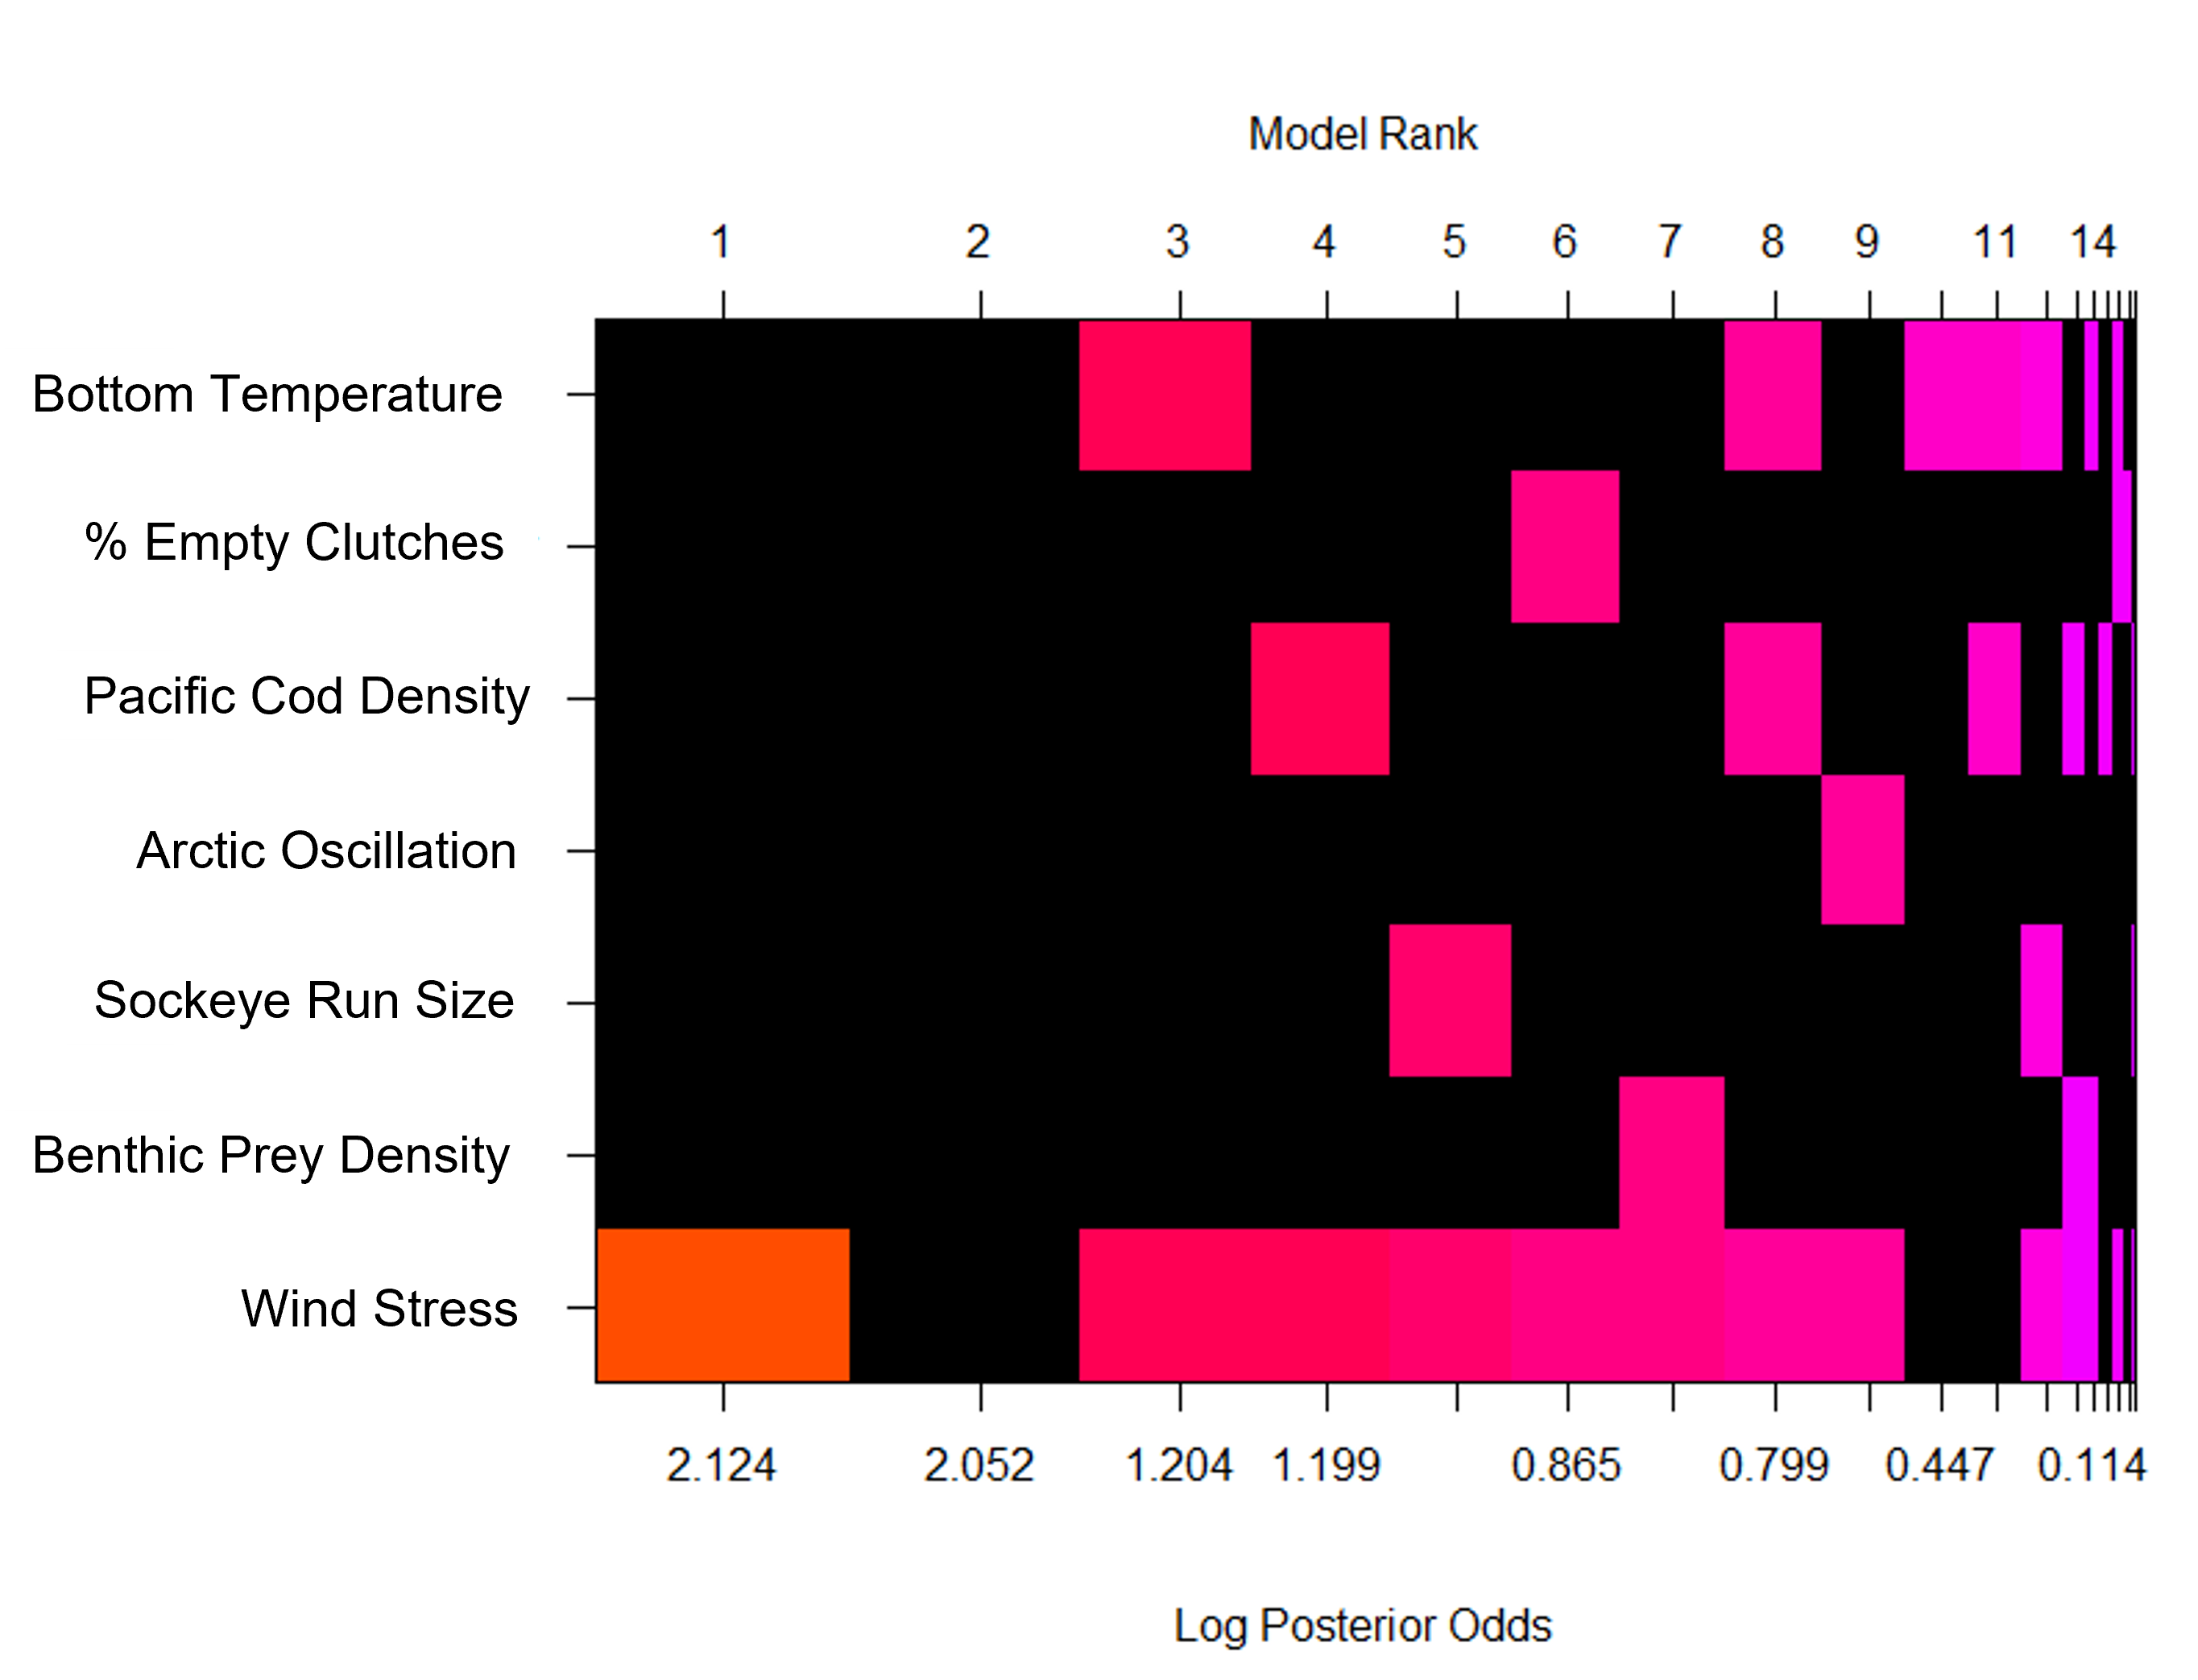 Model Rank
1 2 3 4 5 6 7 8 9 11 14
Bottom Temperature
% Empty Clutches
Pacific Cod Density
Arctic Oscillation
Sockeye Run Size
Benthic Prey Density
Wind Stress
2.124 2.052 1.204 1.199 0.865 0.799 0.447 0.114
Log Posterior Odds